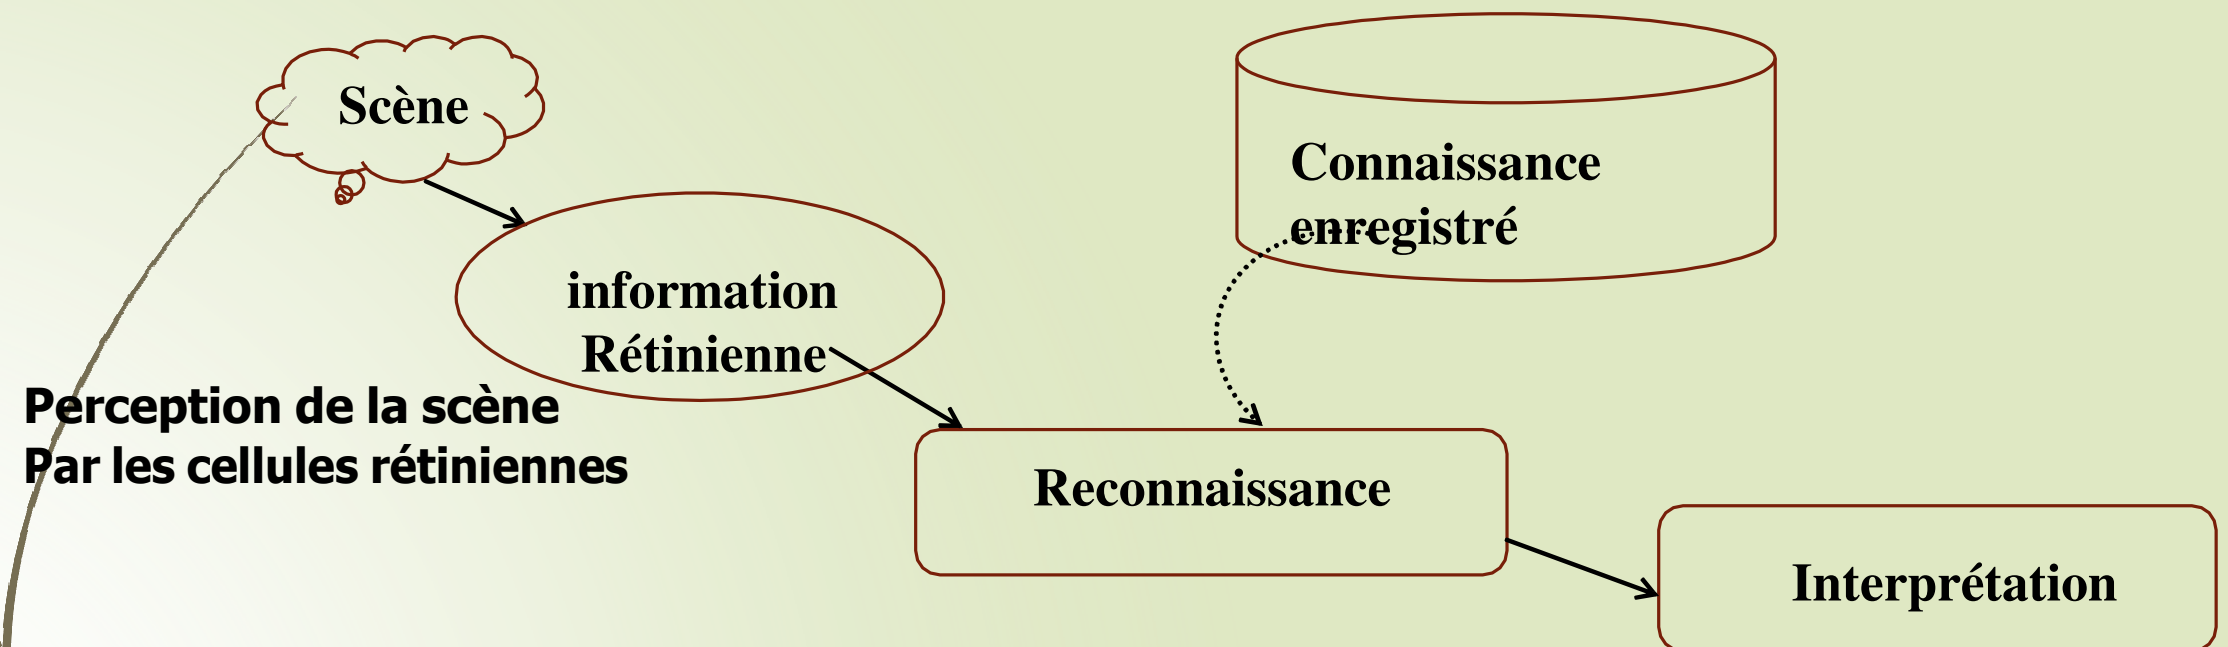 Scène
Connaissance
enregistré
information
Rétinienne
Perception de la scène
Par les cellules rétiniennes
Reconnaissance
Interprétation